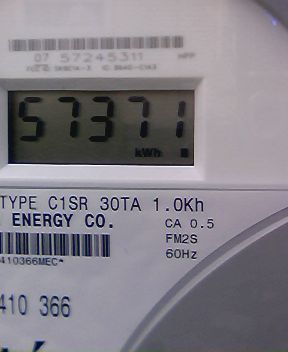 07 57245311
57371
kWh
TYPE C1SR 30TA 1.0Kh
ENERGY CO.
CA 0.5
FM2S
60Hz
410366MEC*
410 366